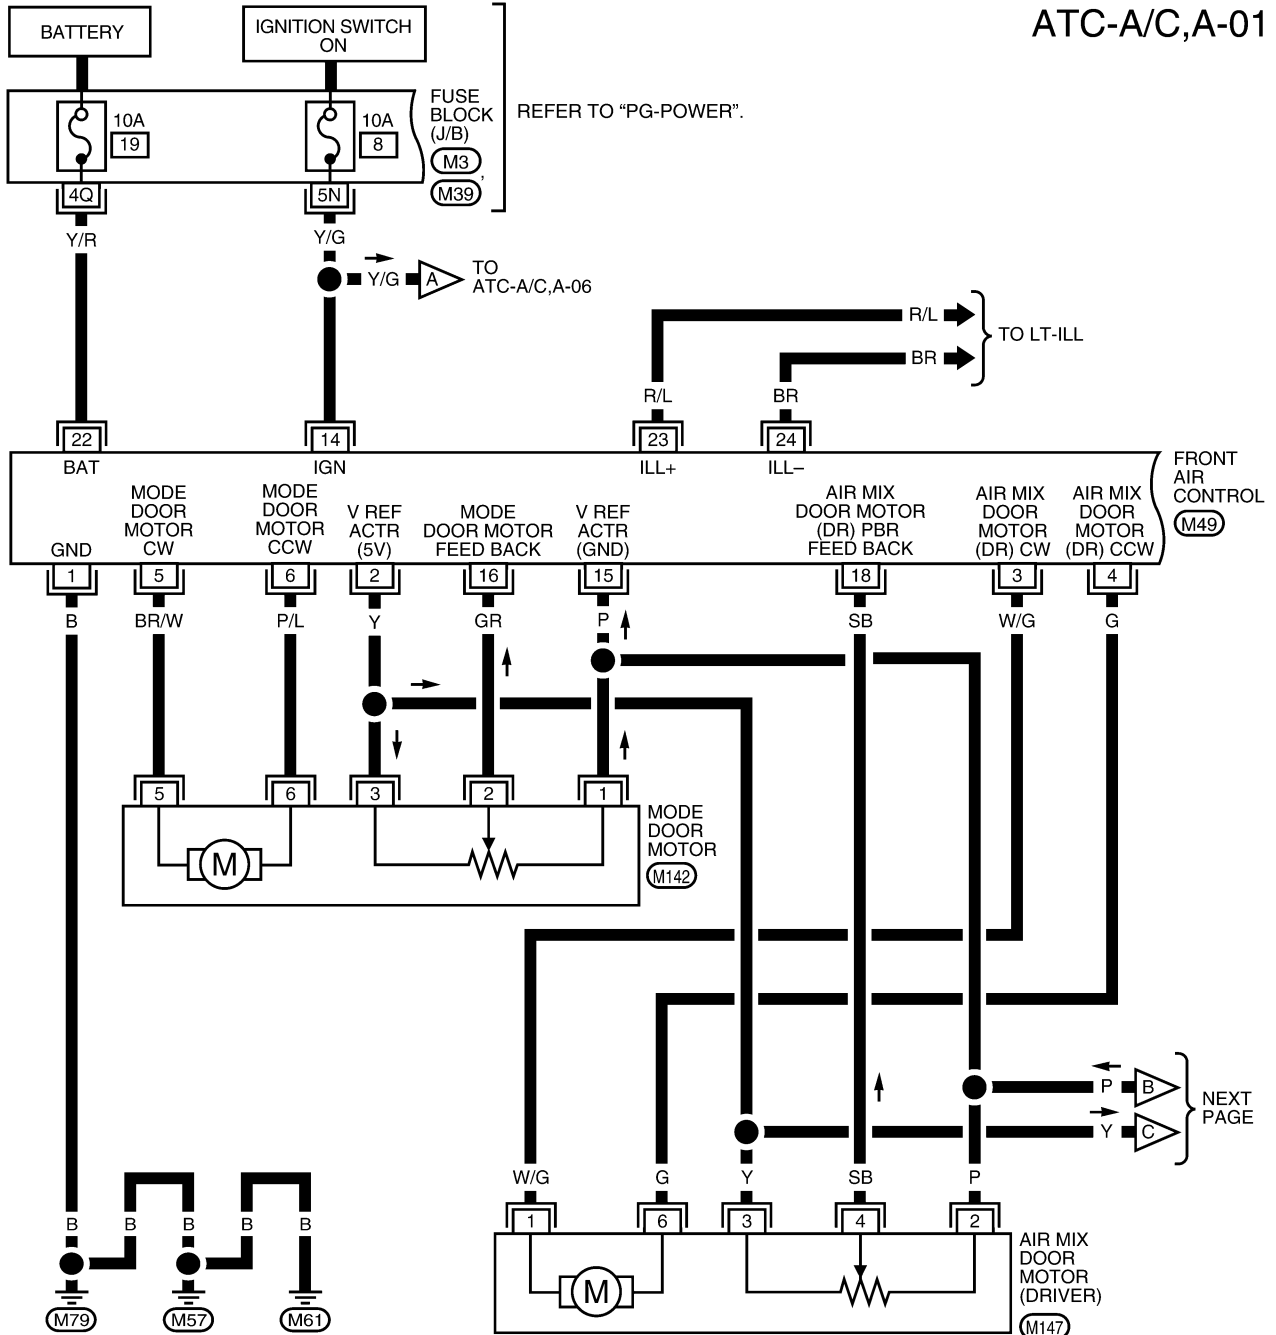 ATC-A/C,A-01
BATTERY
IGNITION SWITCH
ON
10A
19
10A
8
FUSE
BLOCK
(J/B)
M3
,
M39
REFER TO “PG-POWER”.
4Q
5N
Y/R
Y/G
Y/G
A
TO
ATC-A/C,A-06
R/L
BR
TO LT-ILL
R/L
BR
22
14
23
24
BAT
IGN
ILL+
ILL–
FRONT
AIR
CONTROL
M49
GND
MODE
DOOR
MOTOR
CW
MODE
DOOR
MOTOR
CCW
V REF
ACTR
(5V)
MODE
DOOR MOTOR
FEED BACK
V REF
ACTR
(GND)
AIR MIX
DOOR MOTOR
(DR) PBR
FEED BACK
AIR MIX
DOOR
MOTOR
(DR) CW
AIR MIX
DOOR
MOTOR
(DR) CCW
1
5
6
2
16
15
18
3
4
B
BR/W
P/L
Y
GR
P
SB
W/G
G
5
6
3
2
1
M
MODE
DOOR
MOTOR
M142
P
B
Y
C
NEXT
PAGE
W/G
G
Y
SB
P
B
B
B
B
B
1
6
3
4
2
M
AIR MIX
DOOR
MOTOR
(DRIVER)
M147
M79
M57
M61